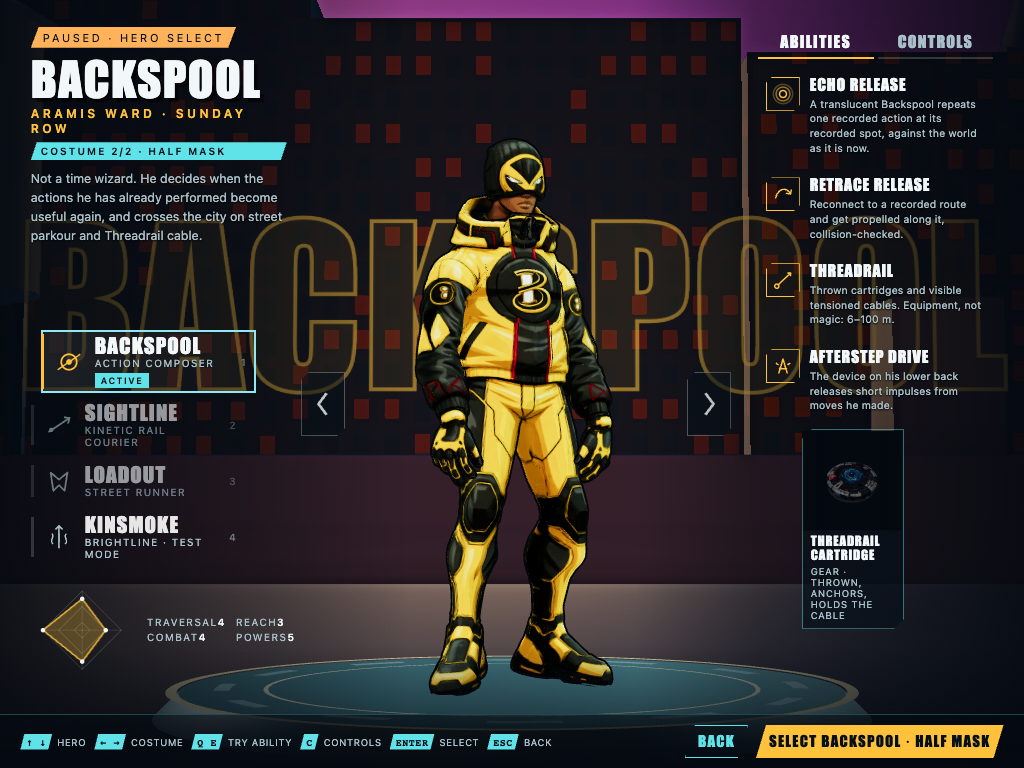 PAUSED · HERO SELECT
BACKSPOOL
ARAMIS WARD · SUNDAY
ROW
COSTUME 2/2 · HALF MASK
Not a time wizard. He decides when the
actions he has already performed become
useful again, and crosses the city on street
parkour and Threadrail cable.
BACKSPOOL
BACKSPOOL
ACTION COMPOSER
1
ACTIVE
SIGHTLINE
KINETIC RAIL
COURIER
2
LOADOUT
STREET RUNNER
3
KINSMOKE
BRIGHTLINE · TEST
MODE
4
TRAVERSAL4 REACH3
COMBAT4 POWERS5
B
B
ABILITIES CONTROLS
ECHO RELEASE
A translucent Backspool repeats
one recorded action at its
recorded spot, against the world
as it is now.
RETRACE RELEASE
Reconnect to a recorded route
and get propelled along it,
collision-checked.
THREADRAIL
Thrown cartridges and visible
tensioned cables. Equipment, not
magic: 6–100 m.
AFTERSTEP DRIVE
The device on his lower back
releases short impulses from
moves he made.
THREADRAIL
CARTRIDGE
GEAR ·
THROWN,
ANCHORS,
HOLDS THE
CABLE
↑ ↓ HERO ← → COSTUME Q E TRY ABILITY C CONTROLS ENTER SELECT ESC BACK
BACK
SELECT BACKSPOOL · HALF MASK